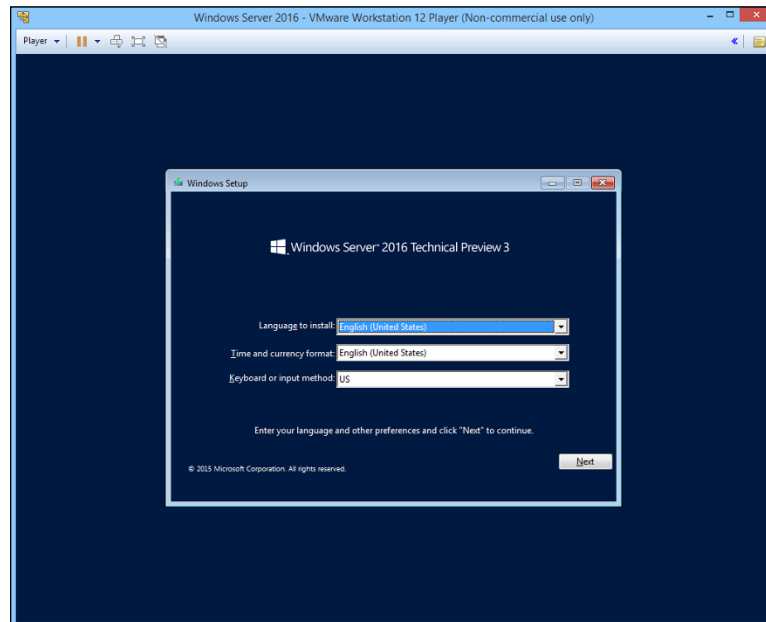 Windows Server 2016 - VMware Workstation 12 Player (Non-commercial use only)
Player
Windows Setup
Windows Server 2016 Technical Preview 3
Language to install: English (United States)
Time and currency format: English (United States)
Keyboard or input method: US
Enter your language and other preferences and click "Next" to continue.
© 2015 Microsoft Corporation. All rights reserved.
Next